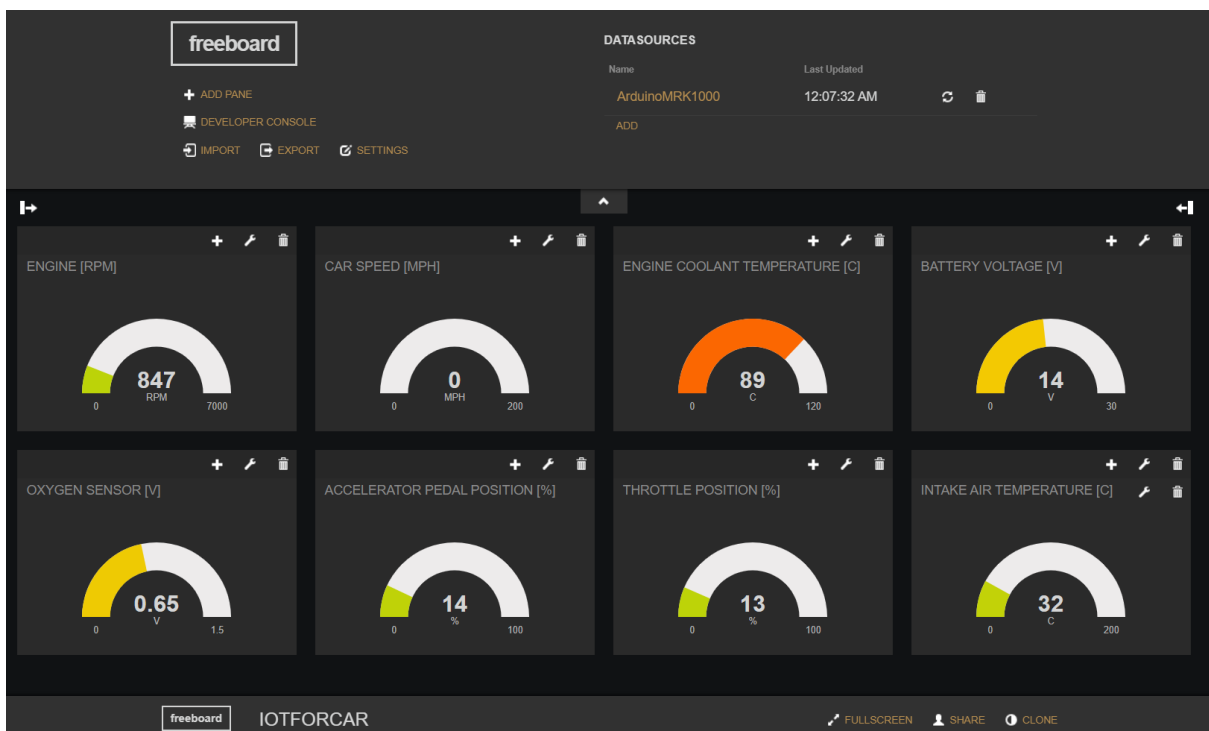 freeboard
ADD PANE
DEVELOPER CONSOLE
IMPORT EXPORT SETTINGS
DATASOURCES
Name Last Updated
ArduinoMRK1000 12:07:32 AM
ADD
ENGINE [RPM]
847
RPM
0 7000
CAR SPEED [MPH]
0
MPH
0 200
ENGINE COOLANT TEMPERATURE [C]
89
C
0 120
BATTERY VOLTAGE [V]
14
V
0 30
OXYGEN SENSOR [V]
0.65
V
0 1.5
ACCELERATOR PEDAL POSITION [%]
14
%
0 100
THROTTLE POSITION [%]
13
%
0 100
INTAKE AIR TEMPERATURE [C]
32
C
0 200
freeboard IOTFORCAR FULLSCREEN SHARE CLONE